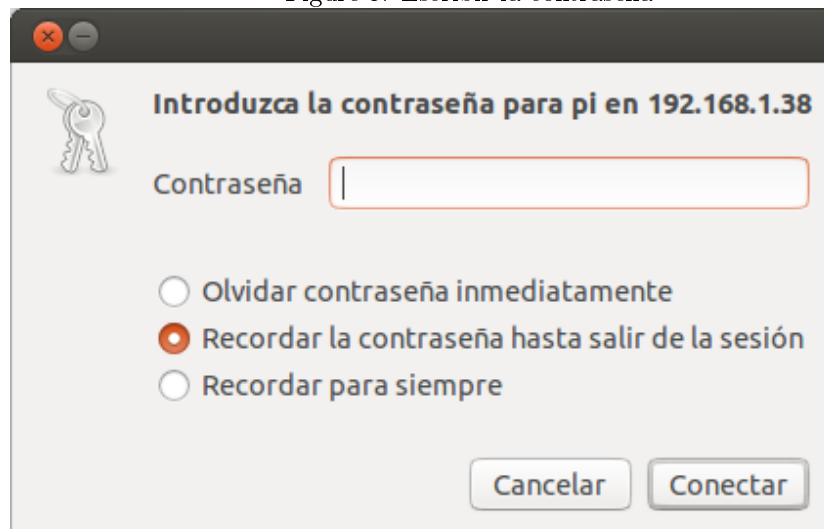 Introduzca la contraseña para pi en 192.168.1.38
Contraseña
Olvidar contraseña inmediatamente
Recordar la contraseña hasta salir de la sesión
Recordar para siempre
Cancelar Conectar